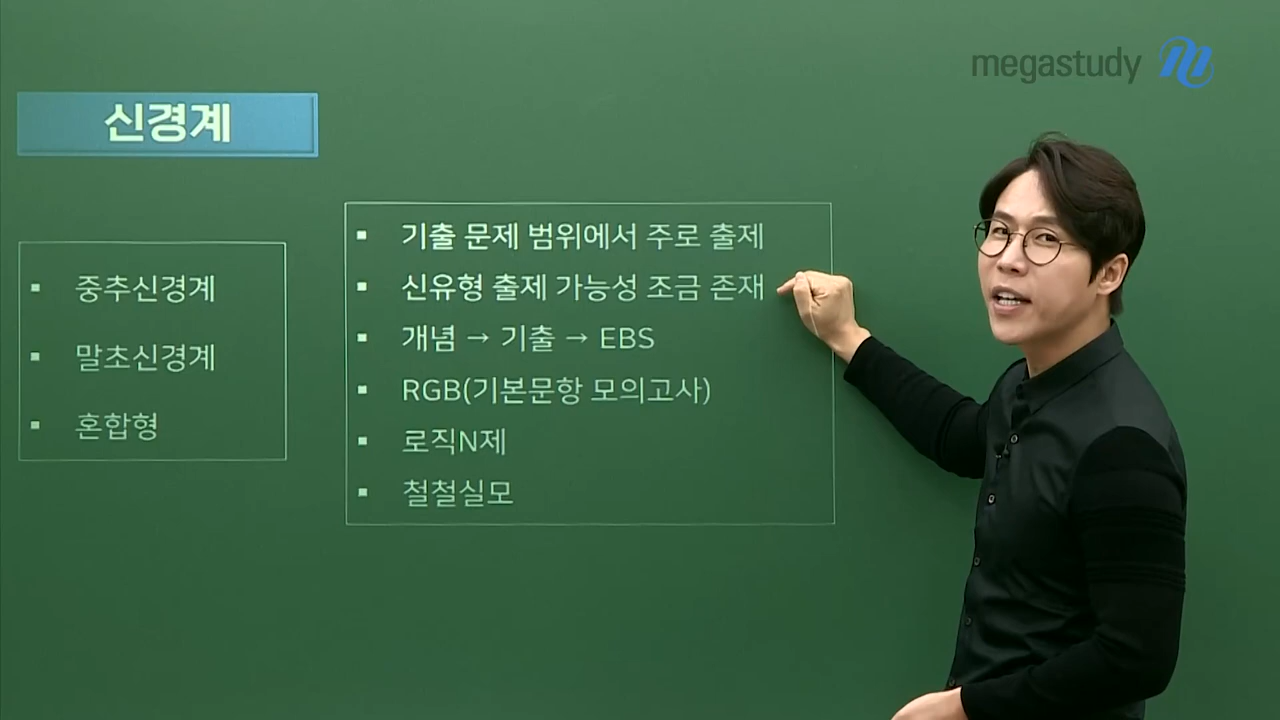 megastudy
신경계
▪ 중추신경계
▪ 말초신경계
▪ 혼합형
▪ 기출 문제 범위에서 주로 출제
▪ 신유형 출제 가능성 조금 존재
▪ 개념 → 기출 → EBS
▪ RGB(기본문항 모의고사)
▪ 로직N제
▪ 철철실모